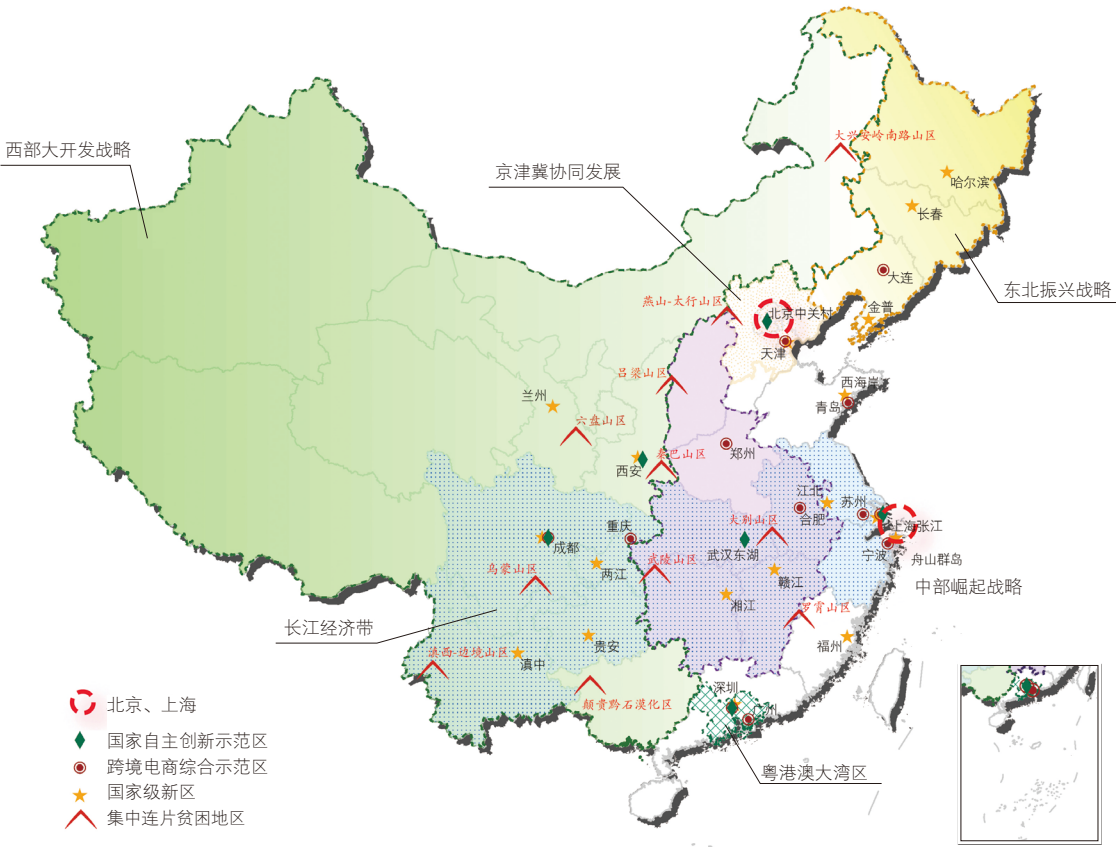 大兴安岭南路山区
西部大开发战略
京津冀协同发展
哈尔滨
长春
大连
东北振兴战略
燕山-太行山区
金普
北京中关村
天津
吕梁山区
西海岸
兰州
青岛
六盘山区
郑州
秦巴山区
西安
江北
苏州
合肥
大别山区
上海张江
重庆
成都
武汉东湖
宁波
舟山群岛
武陵山区
两江
乌蒙山区
赣江
中部崛起战略
湘江
罗霄山区
长江经济带
贵安
福州
滇西-边境山区
滇中
深圳
颠贵黔石漠化区
广州
粤港澳大湾区
北京、上海
国家自主创新示范区
跨境电商综合示范区
国家级新区
集中连片贫困地区